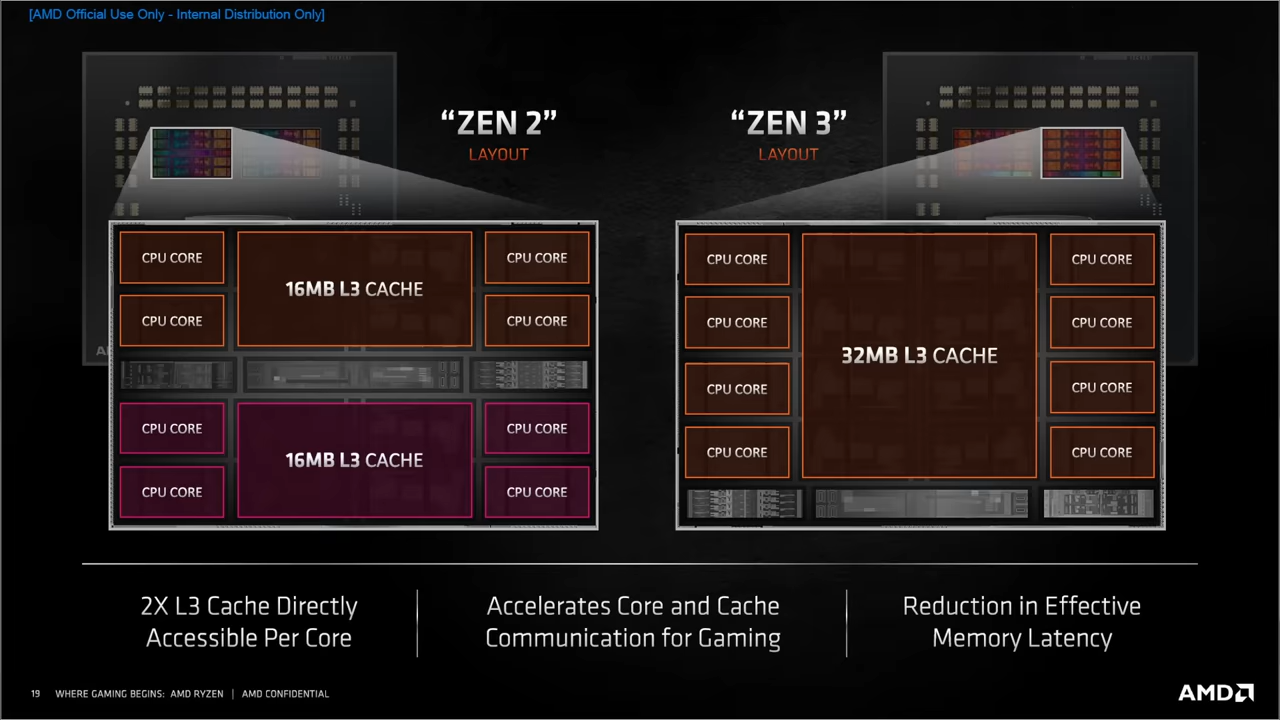 [AMD Official Use Only - Internal Distribution Only]
“ZEN 2”
LAYOUT
CPU CORE
CPU CORE
16MB L3 CACHE
CPU CORE
CPU CORE
CPU CORE
CPU CORE
16MB L3 CACHE
CPU CORE
CPU CORE
“ZEN 3”
LAYOUT
CPU CORE
CPU CORE
CPU CORE
CPU CORE
32MB L3 CACHE
CPU CORE
CPU CORE
CPU CORE
CPU CORE
2X L3 Cache Directly
Accessible Per Core
Accelerates Core and Cache
Communication for Gaming
Reduction in Effective
Memory Latency
19 WHERE GAMING BEGINS: AMD RYZEN | AMD CONFIDENTIAL
AMD